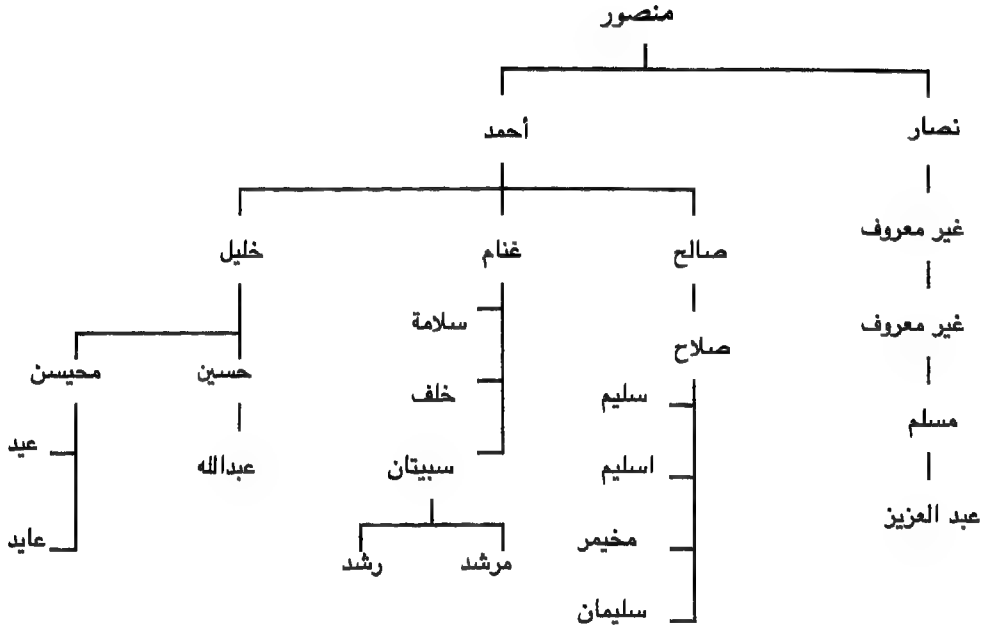 منصور
نصار
أحمد
غير معروف
صالح
غنام
خليل
غير معروف
سلامة
صلاح
حسين
محيسن
سليم
خلف
مسلم
عيد
عبدالله
سبيتان
اسليم
عبد العزيز
عايد
مخيمر
مرشد
رشد
سليمان